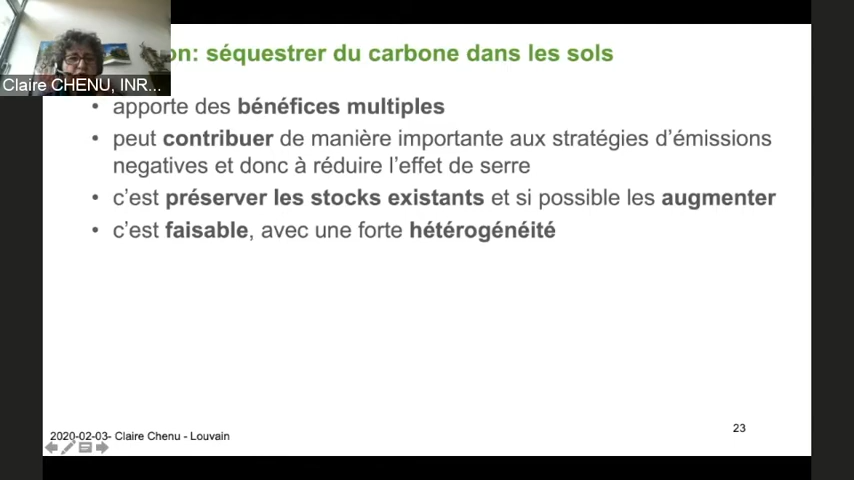 on: séquestrer du carbone dans les sols
Claire CHENU, INR...
• apporte des bénéfices multiples
• peut contribuer de manière importante aux stratégies d'émissions
negatives et donc à réduire l'effet de serre
• c'est préserver les stocks existants et si possible les augmenter
• c'est faisable, avec une forte hétérogénéité
23
2020-02-03- Claire Chenu - Louvain